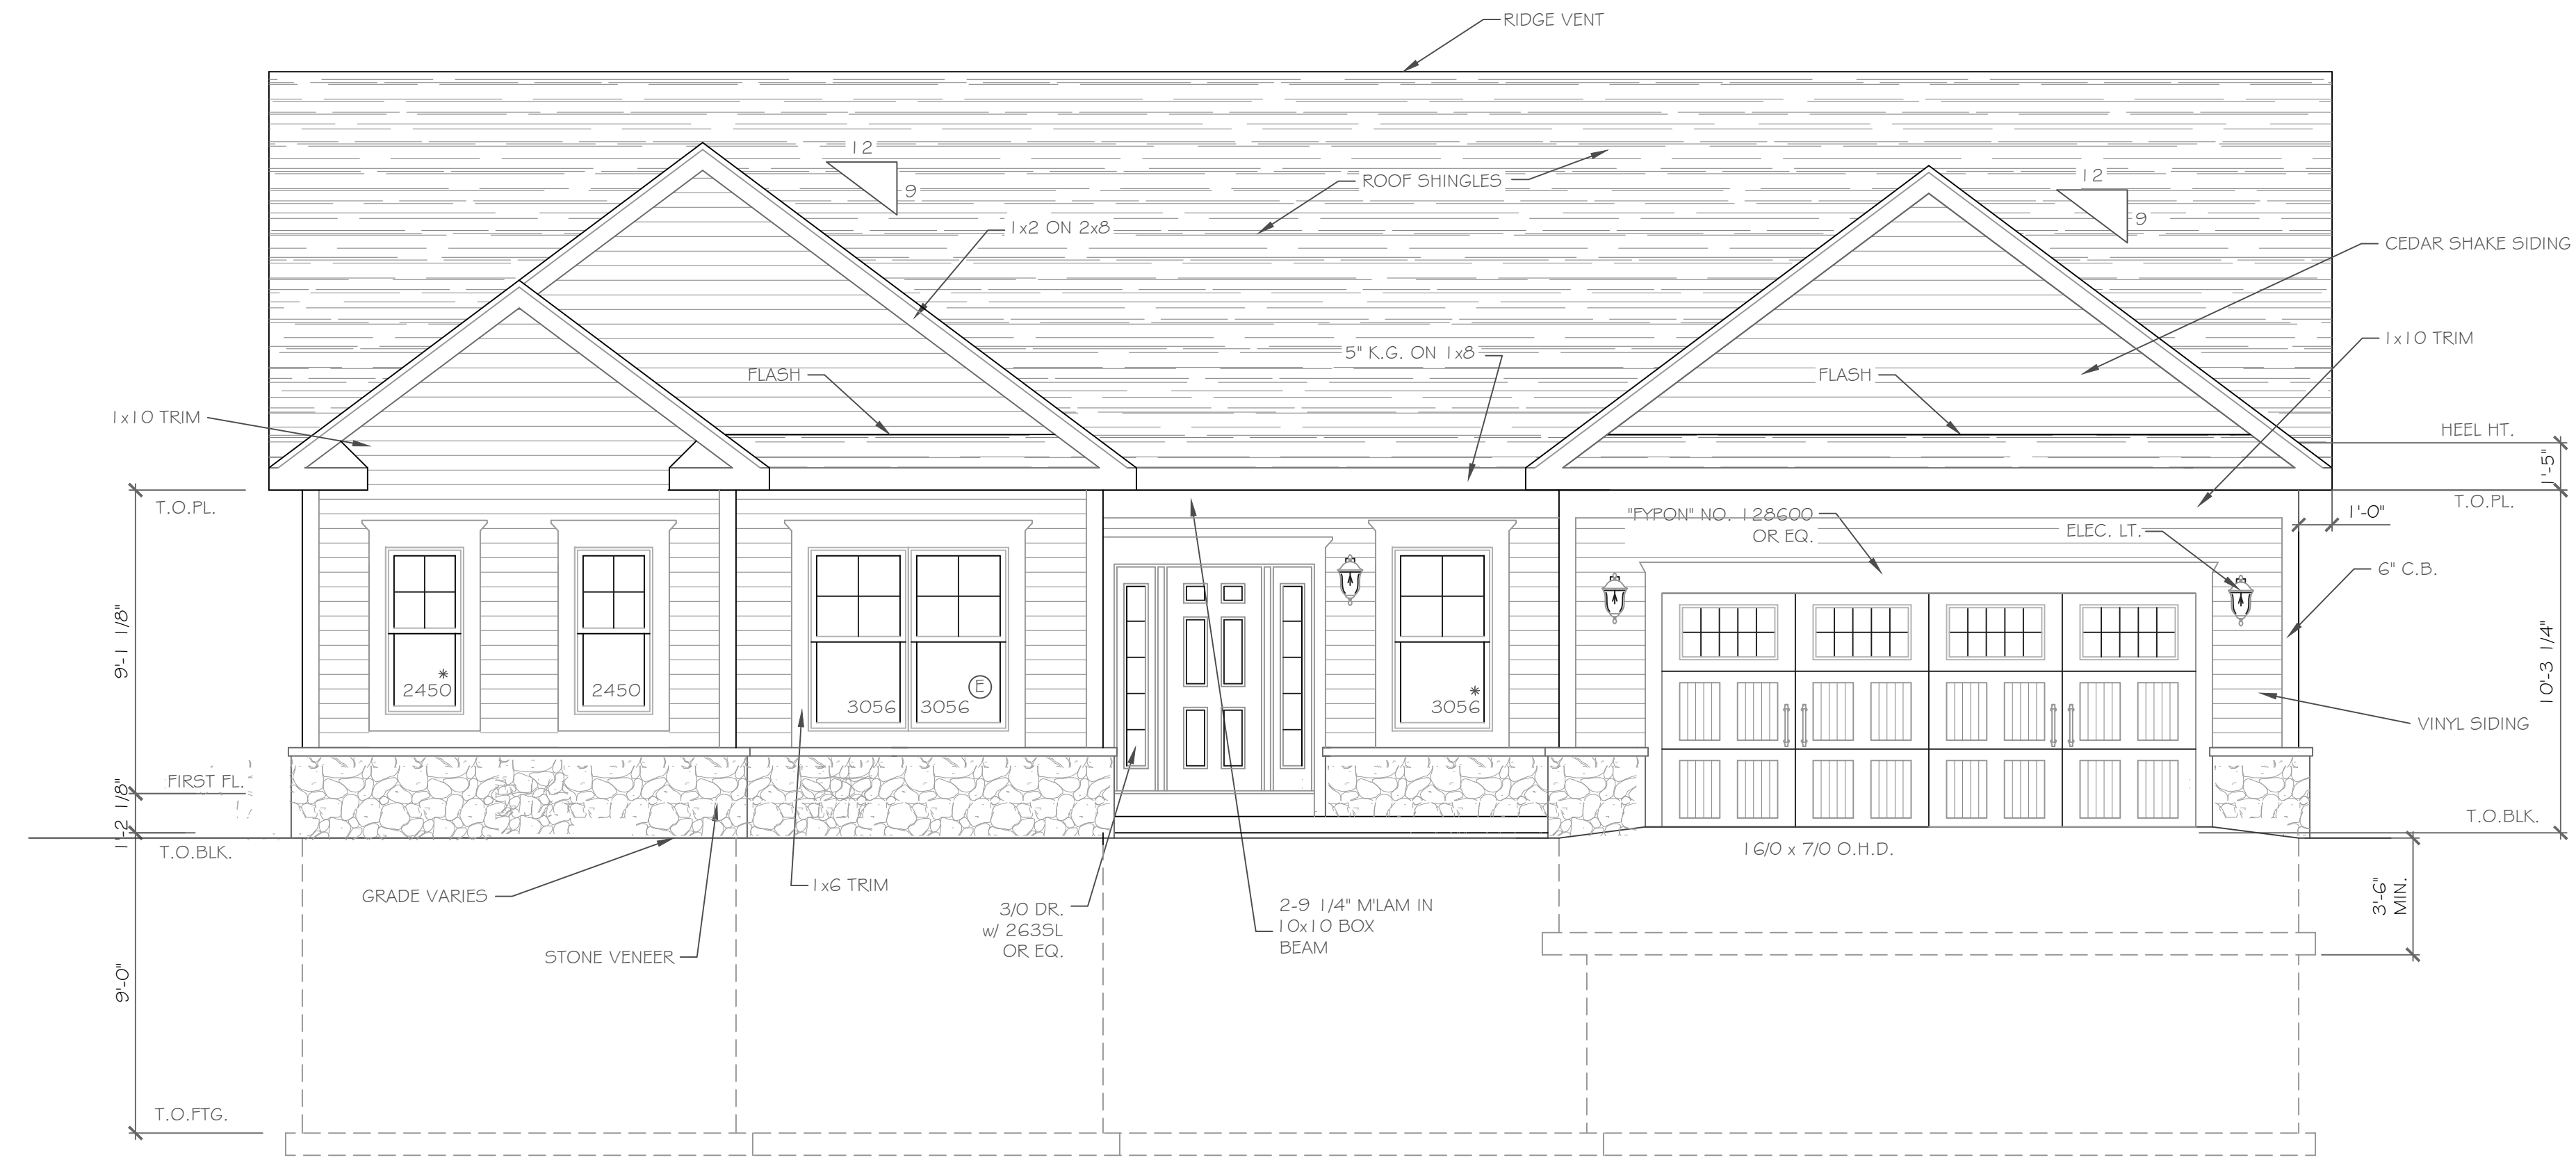 RIDGE VENT
12
9
ROOF SHINGLES
12
9
1x2 ON 2x8
CEDAR SHAKE SIDING
5" K.G. ON 1x8
1x10 TRIM
FLASH
FLASH
1x10 TRIM
HEEL HT.
1'-5"
T.O.PL.
T.O.PL.
"FYPON" NO. 128600
OR EQ.
1'-0"
ELEC. LT.
6" C.B.
9'-1 1/8"
10'-3 1/4"
*
2450
2450
E
3056
3056
*
3056
VINYL SIDING
FIRST FL.
1'-2 1/8"
T.O.BLK.
T.O.BLK.
16/0 x 7/0 O.H.D.
GRADE VARIES
1x6 TRIM
3'-6"
MIN.
3/0 DR.
w/ 263SL
OR EQ.
2-9 1/4" M'LAM IN
10x10 BOX
BEAM
STONE VENEER
9'-0"
T.O.FTG.